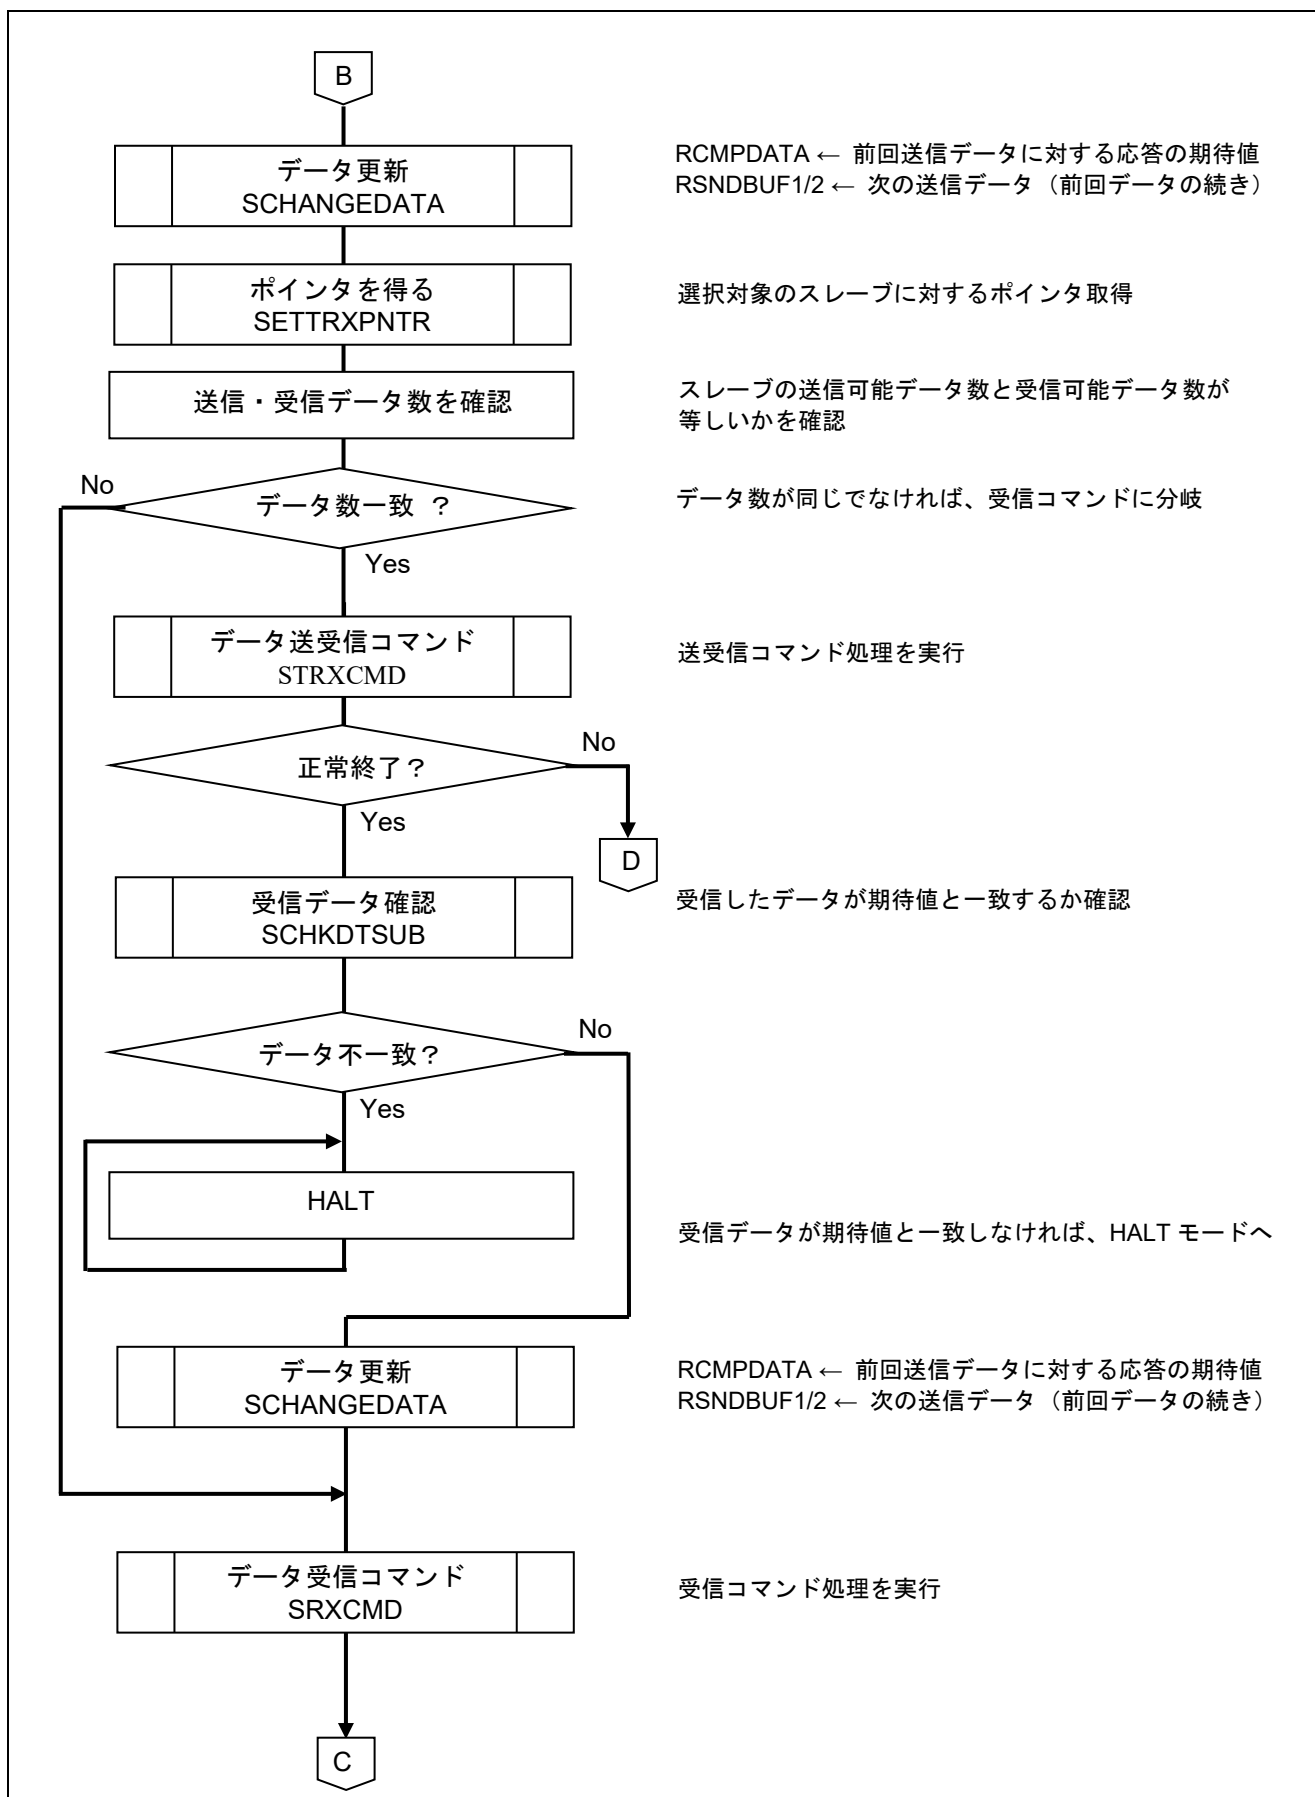 B
データ更新
SCHANGEDATA
RCMPDATA ← 前回送信データに対する応答の期待値
RSNDBUF1/2 ← 次の送信データ（前回データの続き）
ポインタを得る
SETTRXPNTR
選択対象のスレーブに対するポインタ取得
送信・受信データ数を確認
スレーブの送信可能データ数と受信可能データ数が
等しいかを確認
No
データ数一致 ？
データ数が同じでなければ、受信コマンドに分岐
Yes
データ送受信コマンド
STRXCMD
送受信コマンド処理を実行
正常終了？
No
Yes
D
受信データ確認
SCHKDTSUB
受信したデータが期待値と一致するか確認
データ不一致？
No
Yes
HALT
受信データが期待値と一致しなければ、HALT モードへ
データ更新
SCHANGEDATA
RCMPDATA ← 前回送信データに対する応答の期待値
RSNDBUF1/2 ← 次の送信データ（前回データの続き）
データ受信コマンド
SRXCMD
受信コマンド処理を実行
C